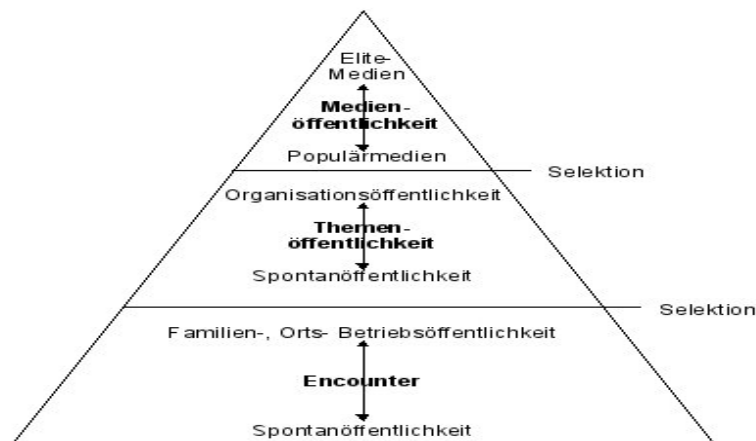 Elite-
Medien
Medien-
öffentlichkeit
Populärmedien
Selektion
Organisationsöffentlichkeit
Themen-
öffentlichkeit
Spontanöffentlichkeit
Selektion
Familien-, Orts- Betriebsöffentlichkeit
Encounter
Spontanöffentlichkeit